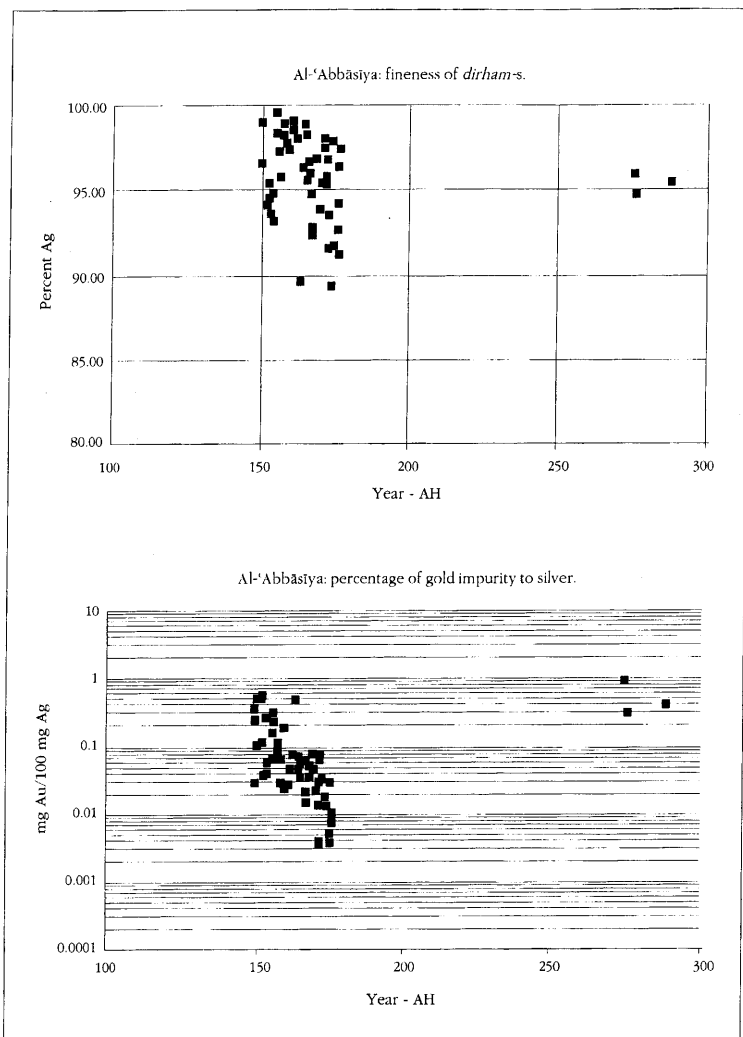 Al-ʿAbbāsīya: fineness of dirham-s.
100.00
95.00
90.00
85.00
80.00
Percent Ag
100 150 200 250 300
Year - AH
Al-ʿAbbāsīya: percentage of gold impurity to silver.
10
1
0.1
0.01
0.001
0.0001
mg Au/100 mg Ag
100 150 200 250 300
Year - AH